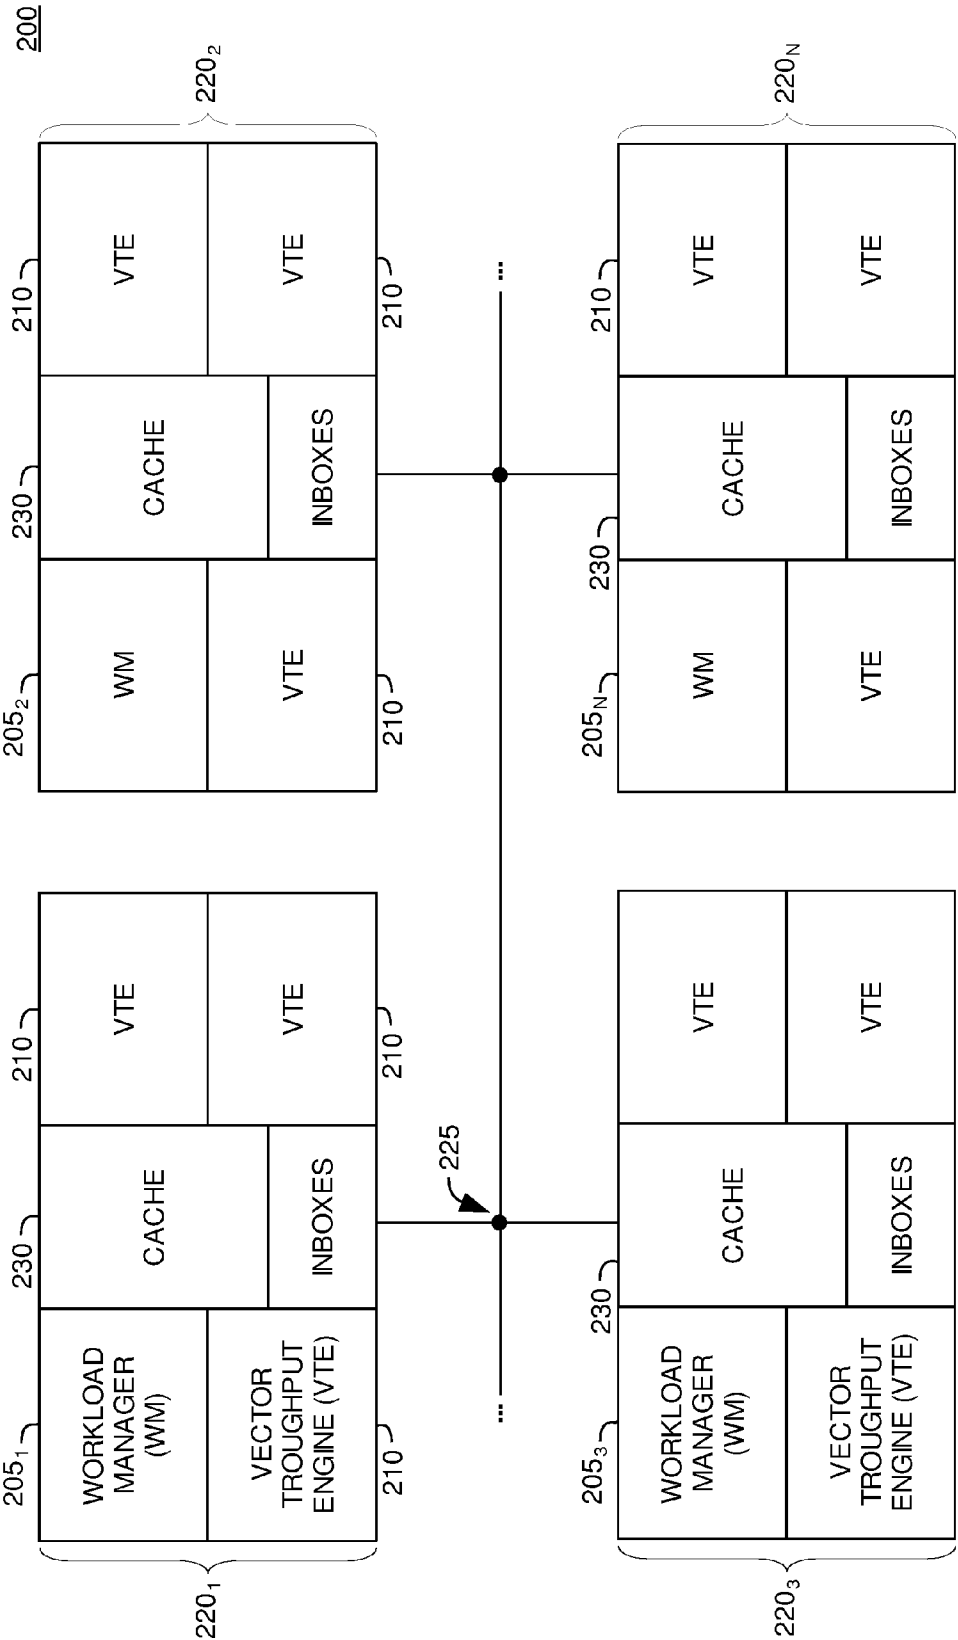 200
220₁
205₁
WORKLOAD
MANAGER
(WM)
VECTOR
TROUGHPUT
ENGINE (VTE)
210
230
CACHE
INBOXES
210
VTE
VTE
210
205₂
WM
VTE
210
230
CACHE
INBOXES
210
VTE
VTE
210
220₂
...
225
...
220₃
205₃
WORKLOAD
MANAGER
(WM)
VECTOR
TROUGHPUT
ENGINE (VTE)
230
CACHE
INBOXES
VTE
VTE
205N
WM
VTE
230
CACHE
INBOXES
210
VTE
VTE
220N